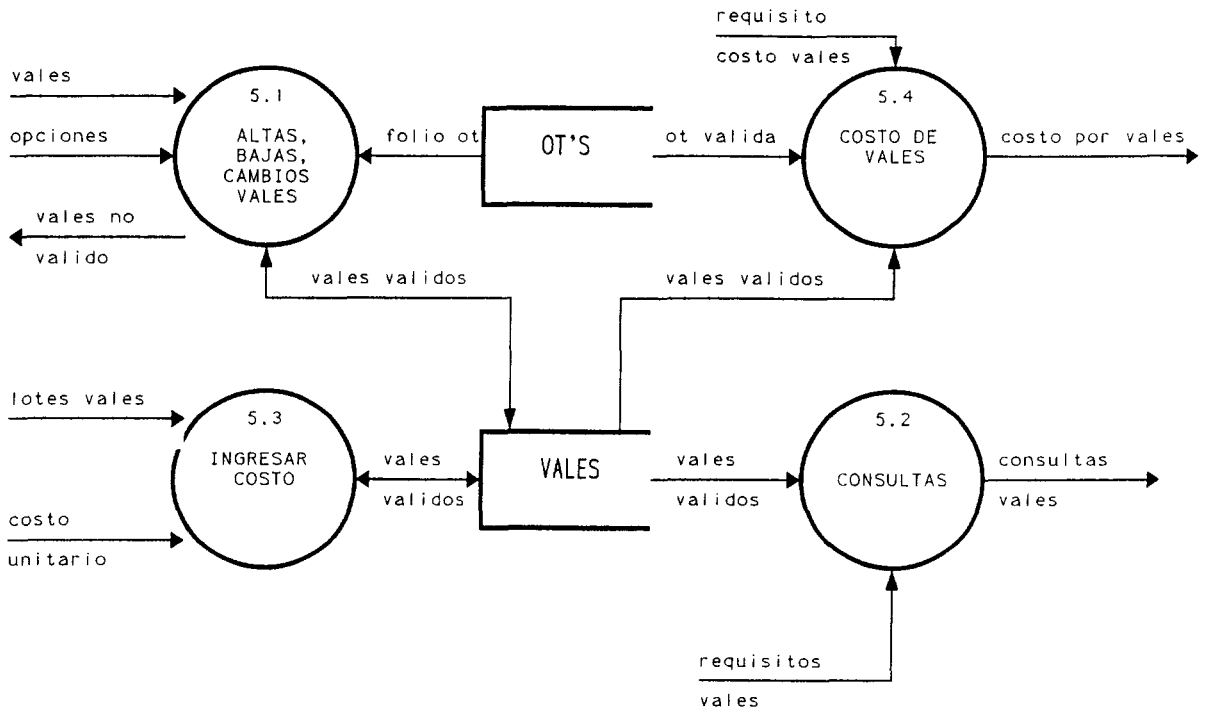 requisito
costo vales
vales
opciones
vales no
valido
5.1
ALTAS,
BAJAS,
CAMBIOS
VALES
folio ot
OT'S
ot valida
5.4
COSTO DE
VALES
costo por vales
vales validos
vales validos
lotes vales
costo
unitario
5.3
INGRESAR
COSTO
vales
validos
VALES
vales
validos
5.2
CONSULTAS
consultas
vales
requisitos
vales